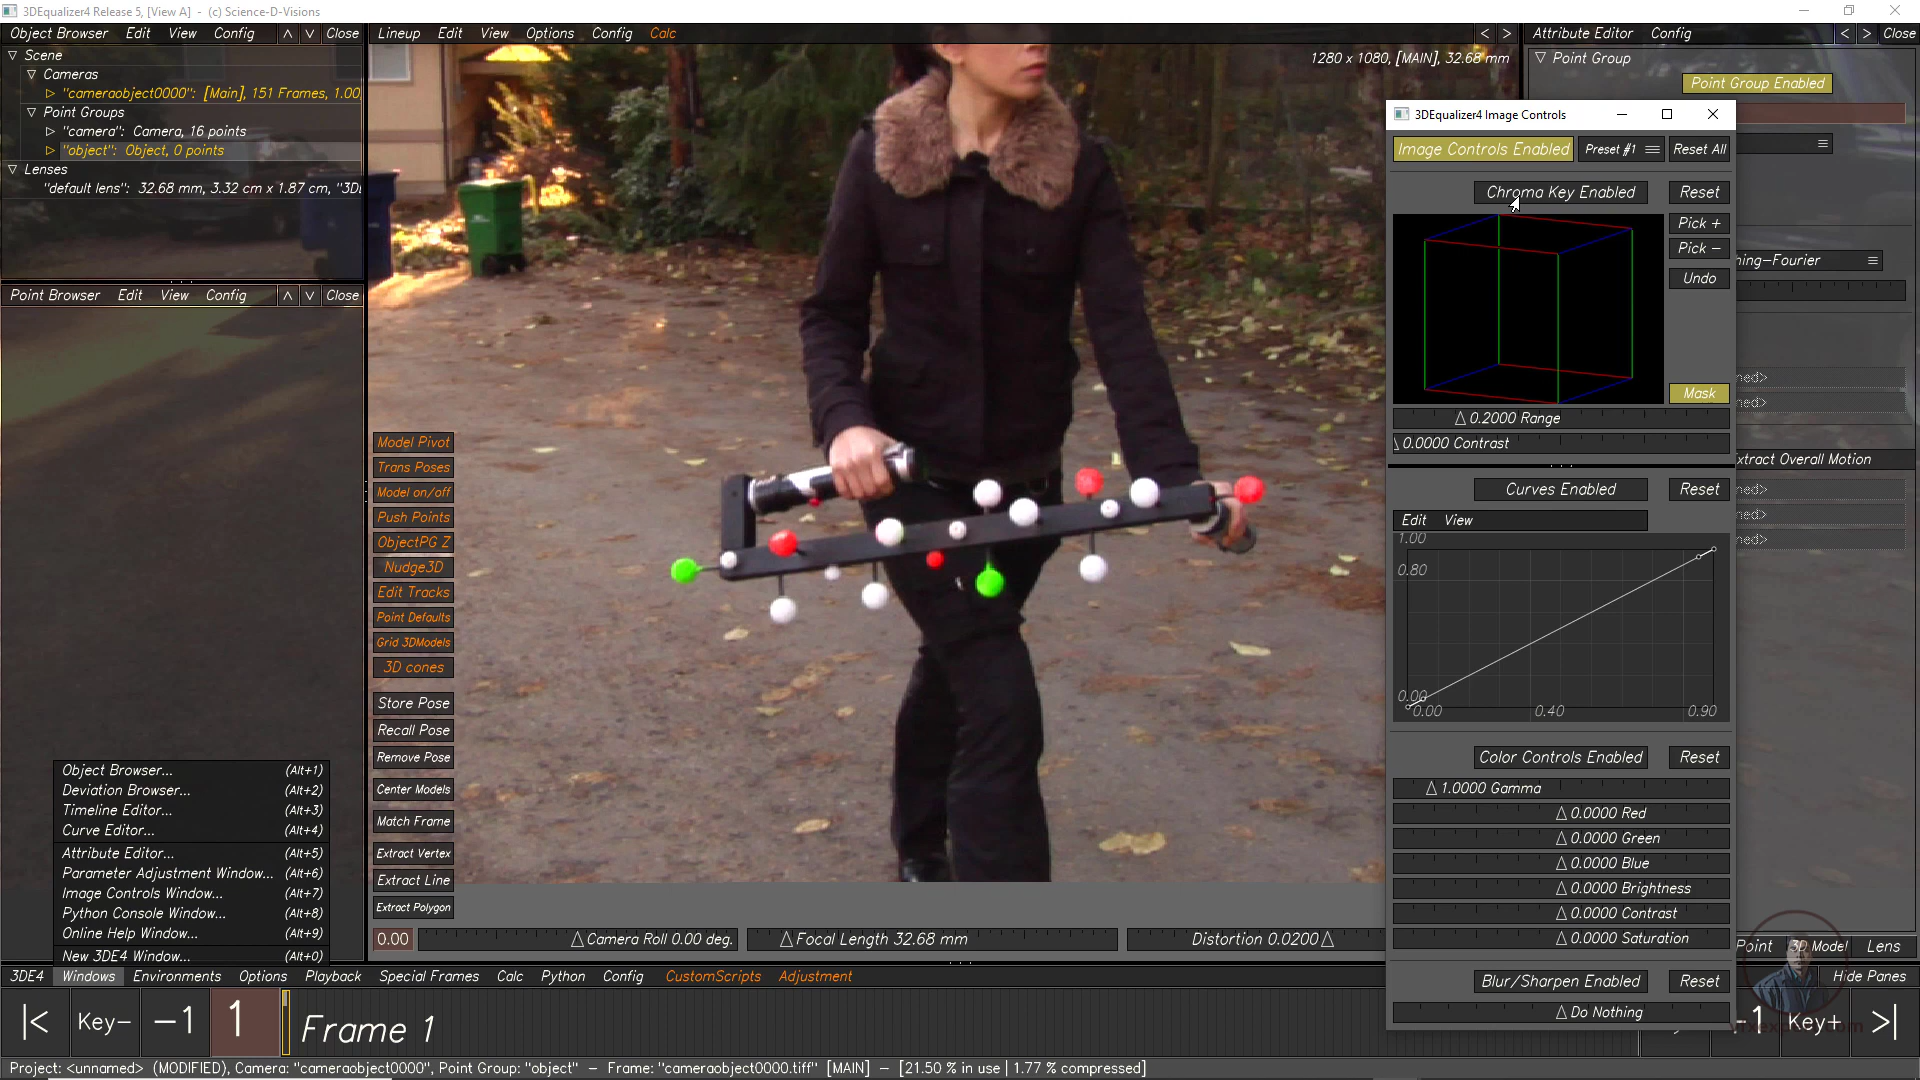 3DEqualizer4 Release 5, [View A]  -  (c) Science-D-Visions
Object Browser Edit View Config Close
Scene
Cameras
"cameraobject0000": [Main], 151 Frames, 1.00
Point Groups
"camera": Camera, 16 points
"object": Object, 0 points
Lenses
"default lens": 32.68 mm, 3.32 cm x 1.87 cm, "3DE
Point Browser Edit View Config Close
Lineup Edit View Options Config Calc < >
1280 x 1080, [MAIN], 32.68 mm
Model Pivot
Trans Poses
Model on/off
Push Points
ObjectPG Z
Nudge3D
Edit Tracks
Point Defaults
Grid 3DModels
3D cones
Store Pose
Recall Pose
Remove Pose
Center Models
Match Frame
Extract Vertex
Extract Line
Extract Polygon
0.00 Camera Roll 0.00 deg. Focal Length 32.68 mm Distortion 0.0200
Attribute Editor Config < > Close
Point Group
Point Group Enabled
hing-Fourier
ned>
ned>
xtract Overall Motion
ned>
ned>
ned>
Point 3D Model Lens
3DEqualizer4 Image Controls
Image Controls Enabled Preset #1 Reset All
Chroma Key Enabled Reset
Pick +
Pick -
Undo
Mask
0.2000 Range
0.0000 Contrast
Curves Enabled Reset
Edit View
1.00
0.80
0.00
0.00 0.40 0.90
Color Controls Enabled Reset
1.0000 Gamma
0.0000 Red
0.0000 Green
0.0000 Blue
0.0000 Brightness
0.0000 Contrast
0.0000 Saturation
Blur/Sharpen Enabled Reset
Do Nothing
Object Browser... (Alt+1)
Deviation Browser... (Alt+2)
Timeline Editor... (Alt+3)
Curve Editor... (Alt+4)
Attribute Editor... (Alt+5)
Parameter Adjustment Window... (Alt+6)
Image Controls Window... (Alt+7)
Python Console Window... (Alt+8)
Online Help Window... (Alt+9)
New 3DE4 Window... (Alt+0)
3DE4 Windows Environments Options Playback Special Frames Calc Python Config CustomScripts Adjustment Hide Panes
|< Key- -1 1 Frame 1 -1 Key+ >|
Project: <unnamed>  (MODIFIED), Camera: "cameraobject0000", Point Group: "object"  -  Frame: "cameraobject0000.tiff"  [MAIN]  -  [21.50 % in use | 1.77 % compressed]